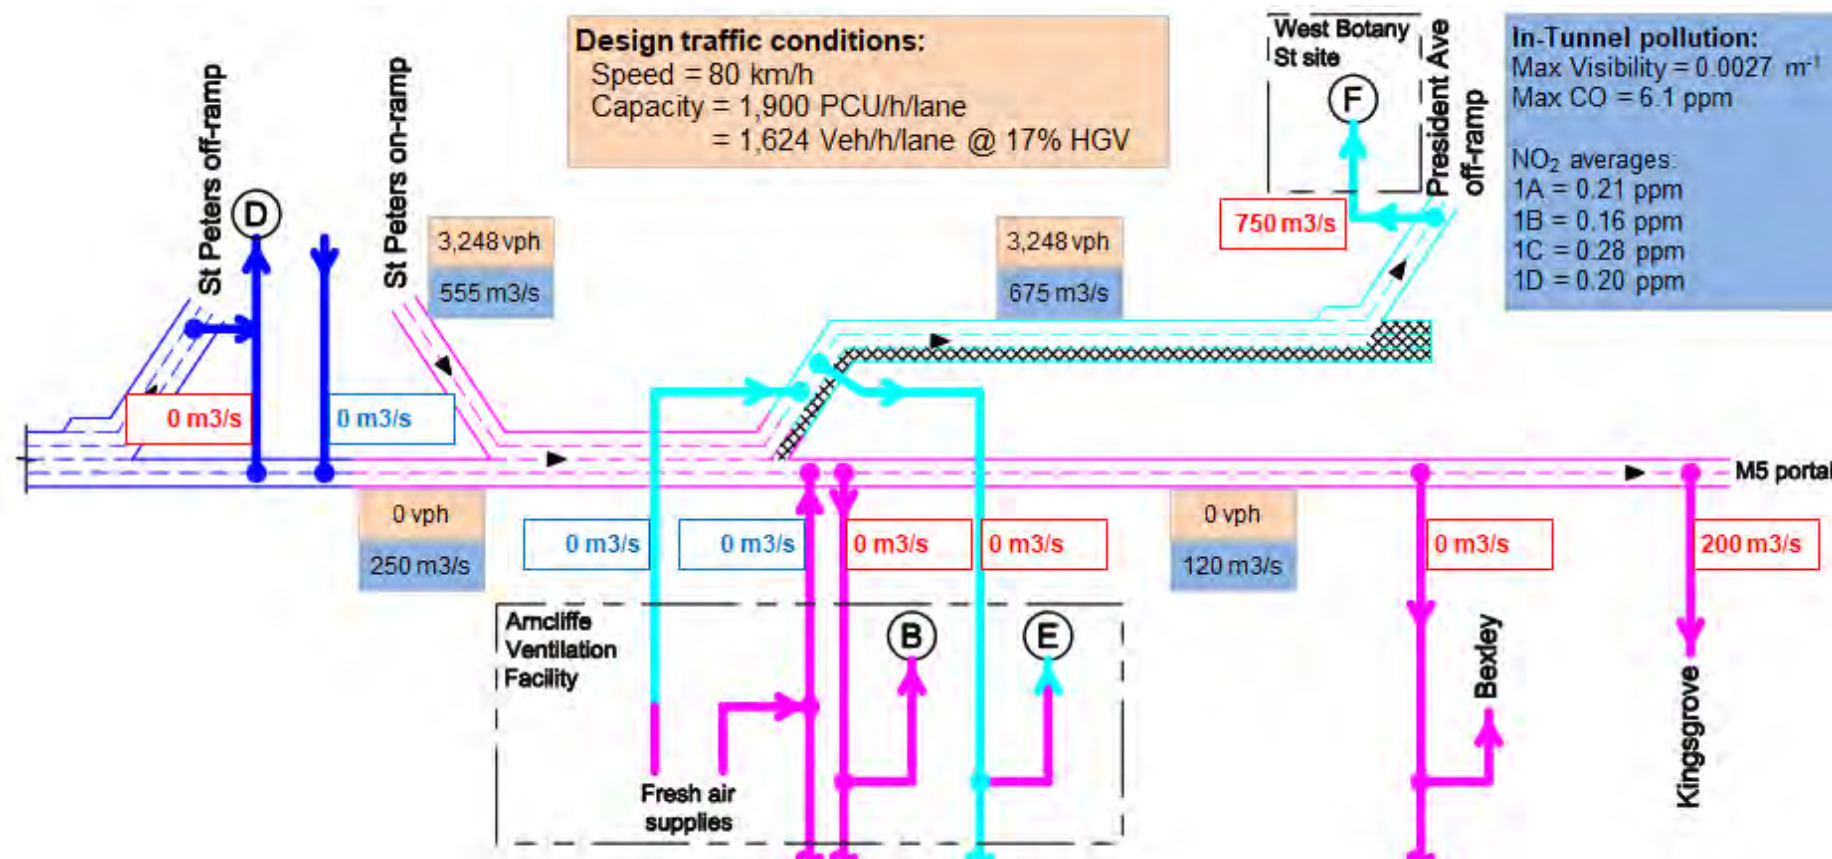 Design traffic conditions:
Speed = 80 km/h
Capacity = 1,900 PCU/h/lane
= 1,624 Veh/h/lane @ 17% HGV
West Botany
St site
F
President Ave
off-ramp
In-Tunnel pollution:
Max Visibility = 0.0027 m⁻¹
Max CO = 6.1 ppm
NO₂ averages:
1A = 0.21 ppm
1B = 0.16 ppm
1C = 0.28 ppm
1D = 0.20 ppm
St Peters off-ramp
D
St Peters on-ramp
3,248 vph
555 m3/s
3,248 vph
675 m3/s
750 m3/s
0 m3/s
0 m3/s
M5 portal
0 vph
250 m3/s
0 m3/s
0 m3/s
0 m3/s
0 m3/s
0 vph
120 m3/s
0 m3/s
200 m3/s
Arncliffe
Ventilation
Facility
B
E
Fresh air
supplies
Bexley
Kingsgrove